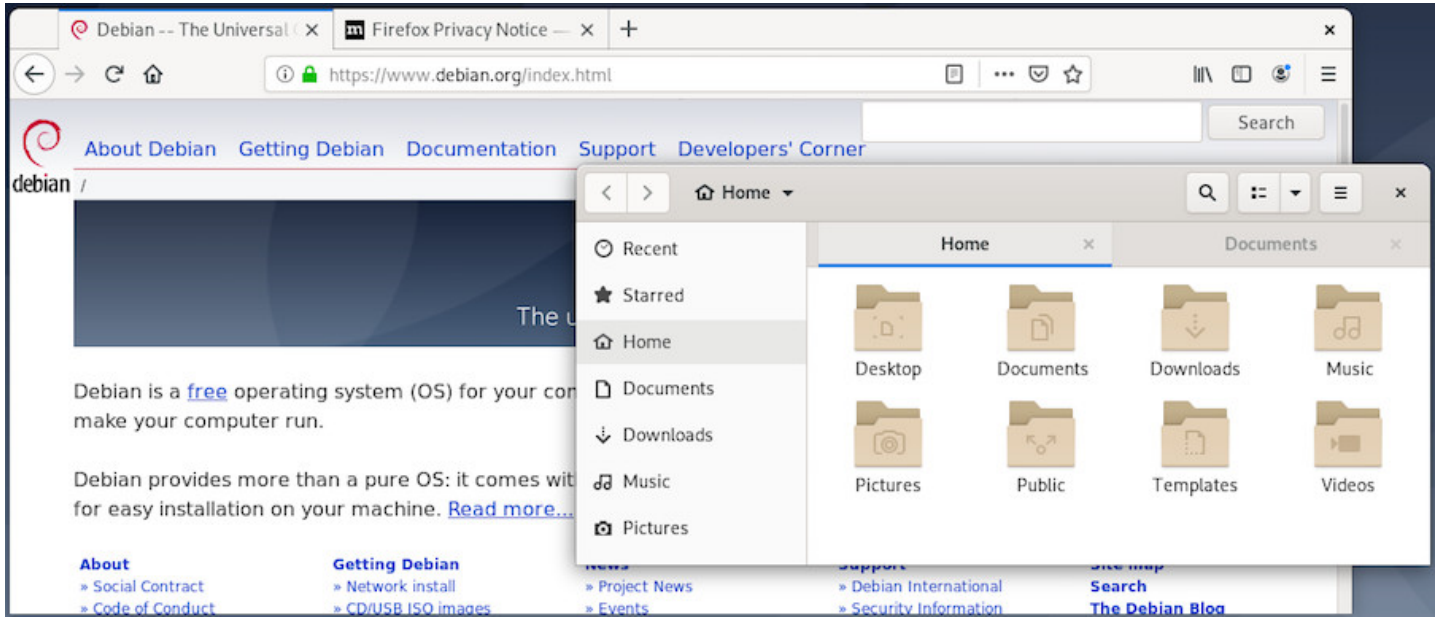 Debian -- The Universal
Firefox Privacy Notice —
https://www.debian.org/index.html
Search
About Debian Getting Debian Documentation Support Developers' Corner
debian /
Home
Recent
Home
Documents
Starred
The
Home
Desktop
Documents
Downloads
Music
Debian is a free operating system (OS) for your
Documents
make your computer run.
Downloads
Debian provides more than a pure OS: it comes
Music
Pictures
Public
Templates
Videos
for easy installation on your machine. Read more...
Pictures
About
Getting Debian
News
Support
Site map
» Social Contract
» Network install
» Project News
» Debian International
Search
» Code of Conduct
» CD/USB ISO images
» Events
» Security Information
The Debian Blog